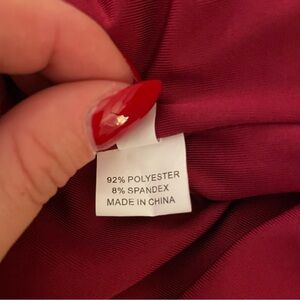 92% POLYESTER
8% SPANDEX
MADE IN CHINA